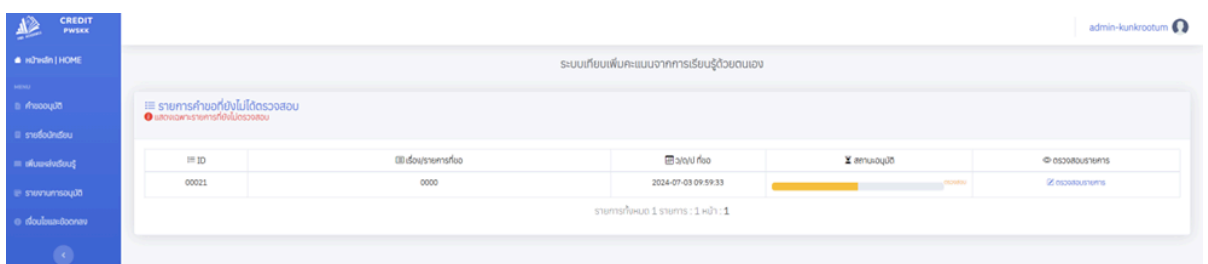 CREDIT
PWSKK
admin-kunkrootum
หน้าหลัก | HOME
ระบบเทียบเพิ่มคะแนนจากการเรียนรู้ด้วยตนเอง
MENU
คำขออนุมัติ
รายชื่อนักเรียน
เพิ่มแหล่งเรียนรู้
รายงานการอนุมัติ
เงื่อนไขและข้อตกลง
รายการคำขอที่ยังไม่ได้ตรวจสอบ
แสดงเฉพาะรายการที่ยังไม่ตรวจสอบ
ID เรื่อง/รายการที่ขอ ว/ด/ป ที่ขอ สถานะอนุมัติ ตรวจสอบรายการ
00021 0000 2024-07-03 09:59:33 ตรวจสอบรายการ
รายการทั้งหมด 1 รายการ : 1 หน้า : 1